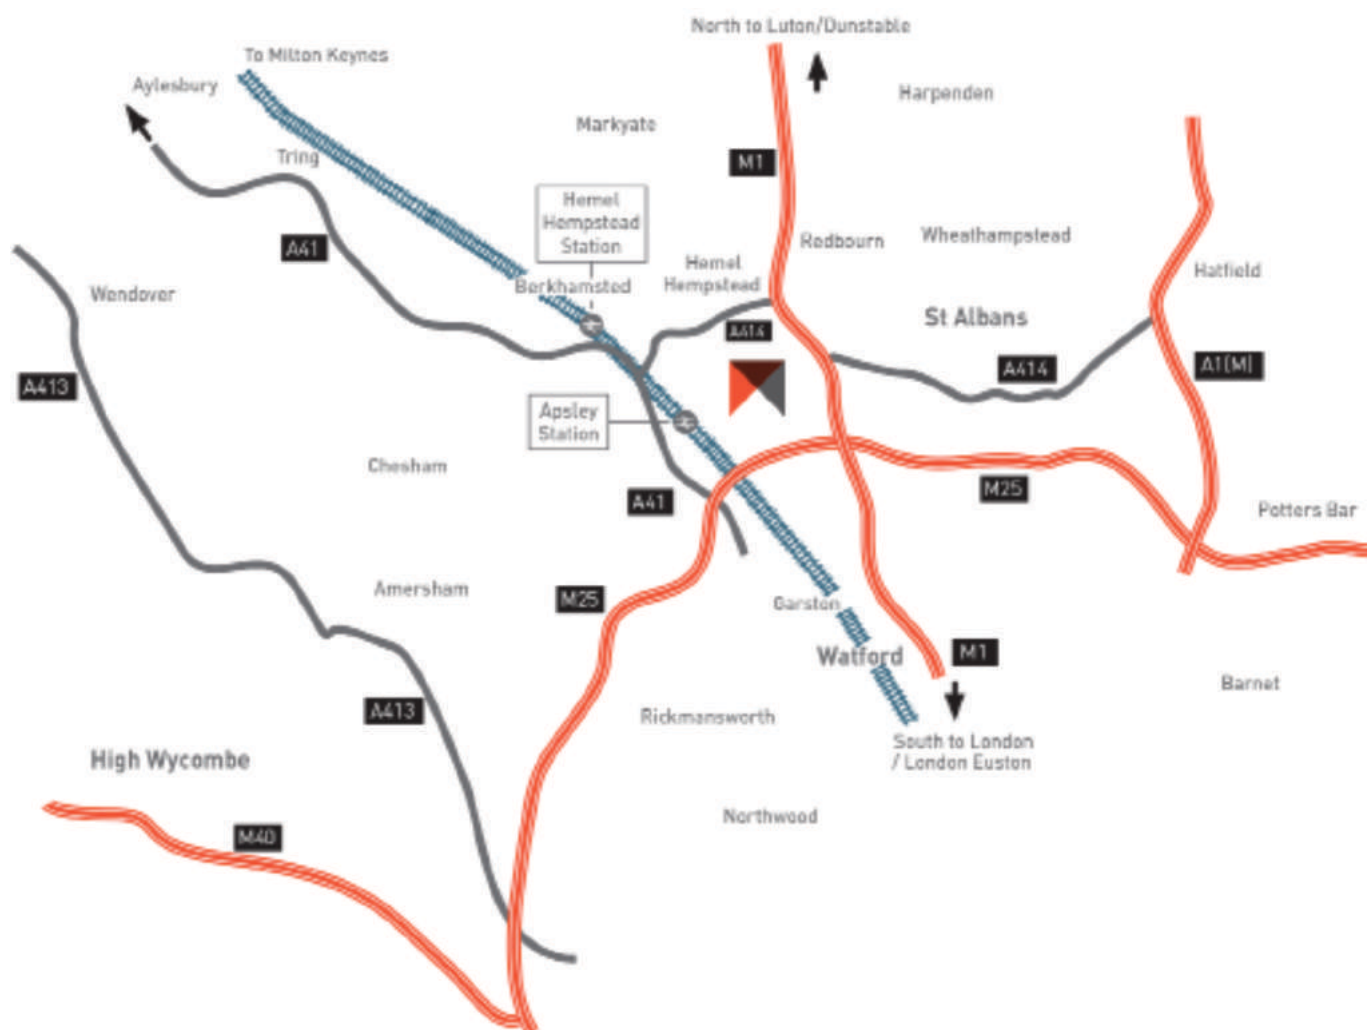 North to Luton/Dunstable
To Milton Keynes
Aylesbury
Harpenden
Markyate
Tring
M1
Hemel
Hempstead
Station
A41
Redbourn
Wheathampstead
Hatfield
Hemel
Hempstead
Berkhamsted
Wendover
St Albans
A414
A413
A414
A1(M)
Apsley
Station
Chesham
A41
M25
Potters Bar
Amersham
M25
Garston
Watford
M1
Barnet
A413
Rickmansworth
South to London
/ London Euston
High Wycombe
Northwood
M40